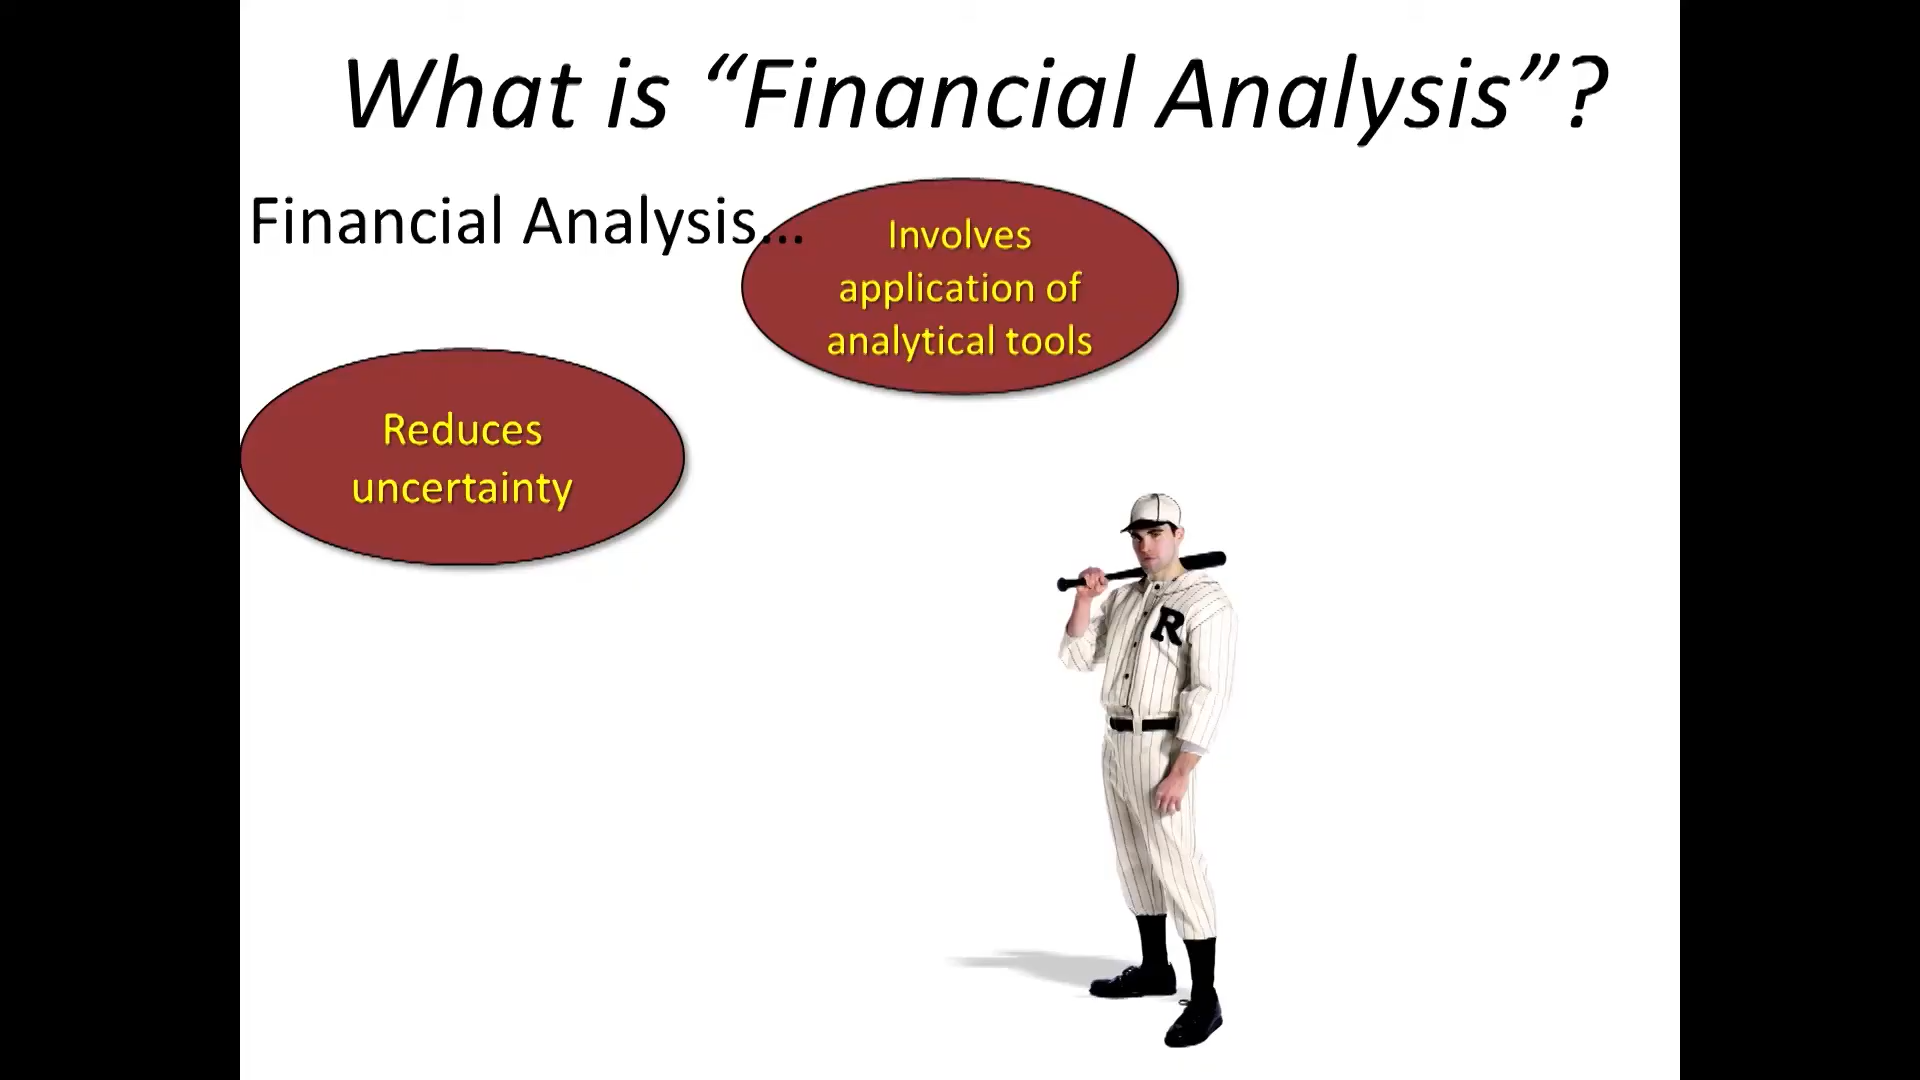 What is “Financial Analysis”?
Financial Analysis...
Involves
application of
analytical tools
Reduces
uncertainty
R